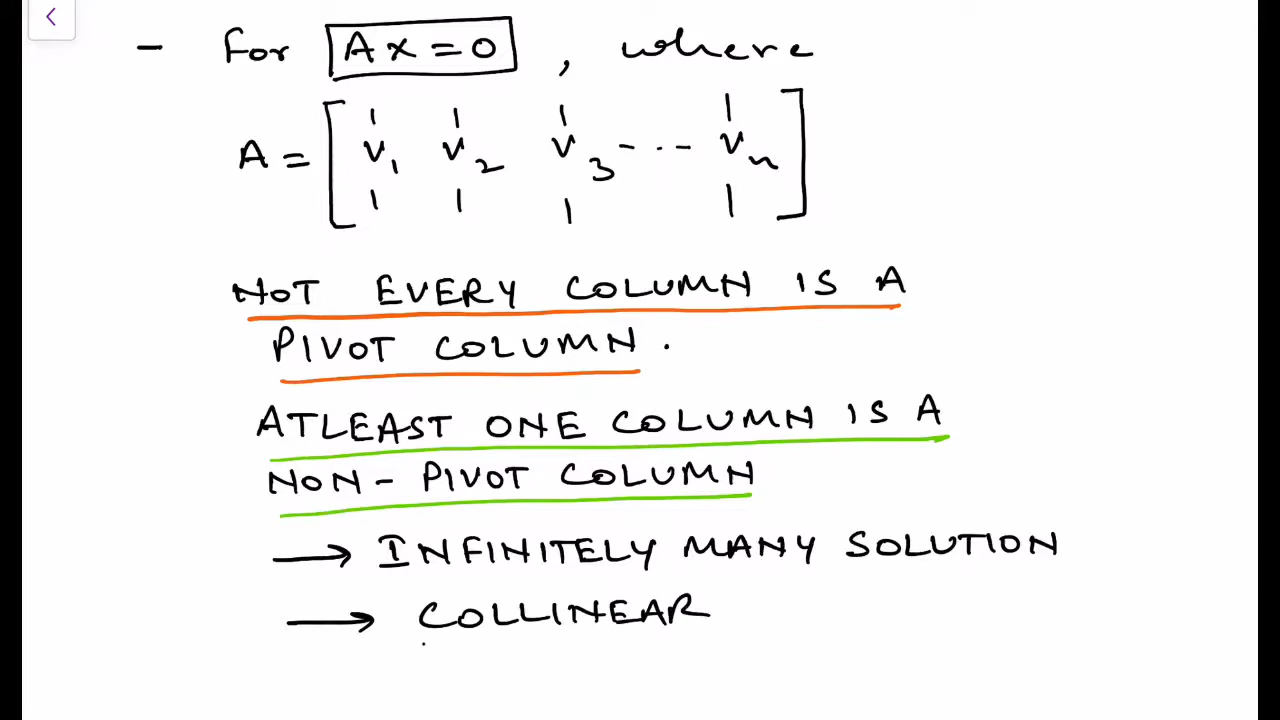 - For Ax=0, where
A = [v1 v2 v3 - ·· - vn]
NOT EVERY COLUMN IS A
PIVOT COLUMN.
ATLEAST ONE COLUMN IS A
NON-PIVOT COLUMN
→ INFINITELY MANY SOLUTION
→ COLLINEAR